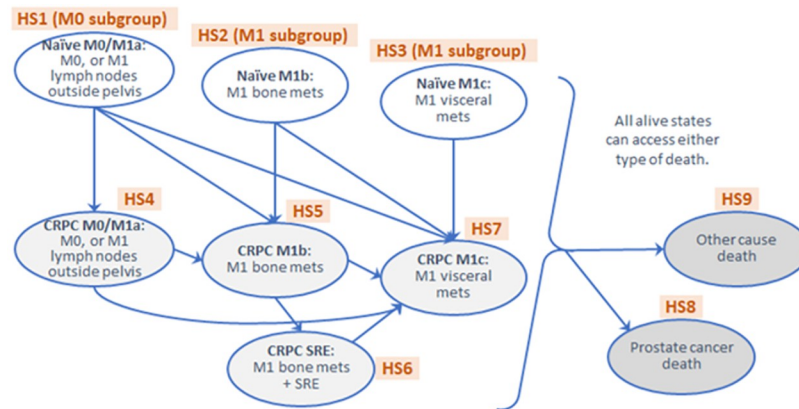 HS1 (M0 subgroup)
Naïve M0/M1a:
M0, or M1
lymph nodes
outside pelvis
HS2 (M1 subgroup)
Naïve M1b:
M1 bone mets
HS3 (M1 subgroup)
Naïve M1c:
M1 visceral
mets
All alive states
can access either
type of death.
HS4
CRPC M0/M1a:
M0, or M1
lymph nodes
outside pelvis
HS5
CRPC M1b:
M1 bone mets
HS7
CRPC M1c:
M1 visceral
mets
HS9
Other cause
death
HS8
Prostate cancer
death
CRPC SRE:
M1 bone mets
+ SRE
HS6